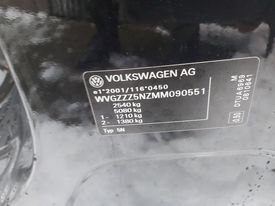 VOLKSWAGEN AG
e1*2001/116*0450
WVGZZZ5NZMM090551
2540 kg
5080 kg
1 - 1210 kg
2 - 1380 kg
Typ 5N